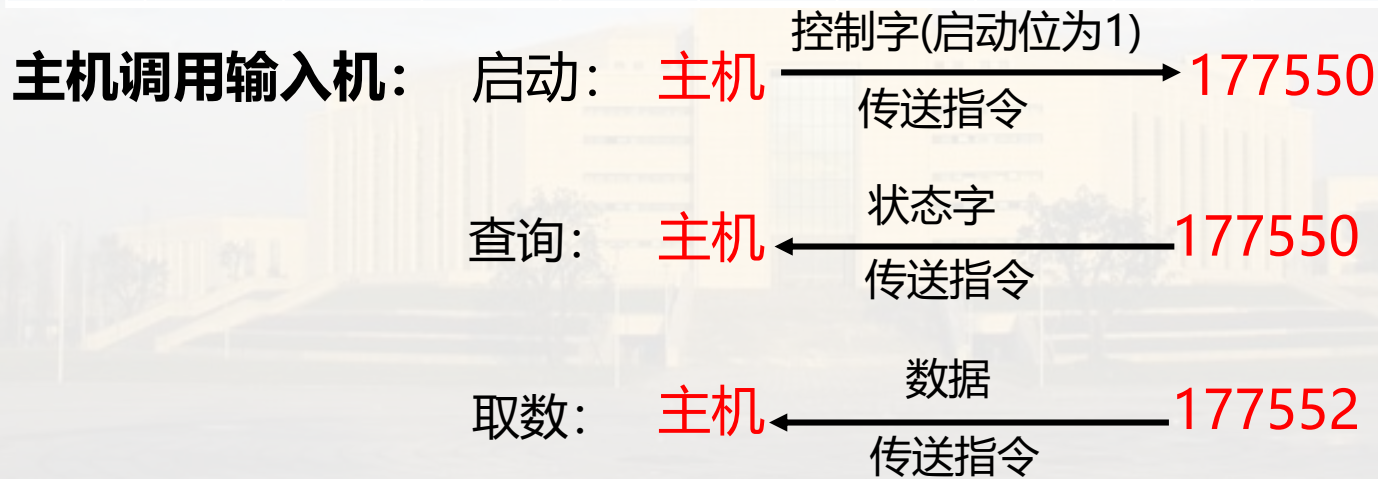 控制字(启动位为1)
主机调用输入机: 启动: 主机 177550
传送指令
状态字
查询: 主机 177550
传送指令
数据
取数: 主机 177552
传送指令